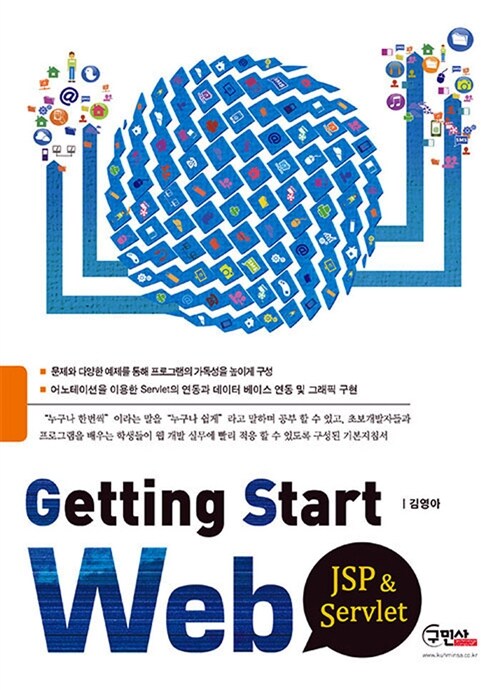 ■ 문제와 다양한 예제를 통해 프로그램의 가독성을 높이게 구성
■ 어노테이션을 이용한 Servlet의 연동과 데이터 베이스 연동 및 그래픽 구현
“누구나 한번씩” 이라는 말을 “누구나 쉽게” 라고 말하며 공부 할 수 있고, 초보개발자들과
프로그램을 배우는 학생들이 웹 개발 실무에 빨리 적응 할 수 있도록 구성된 기본지침서
Getting Start
| 김영아
Web
JSP &
Servlet
구민사
www.kuhminsa.co.kr